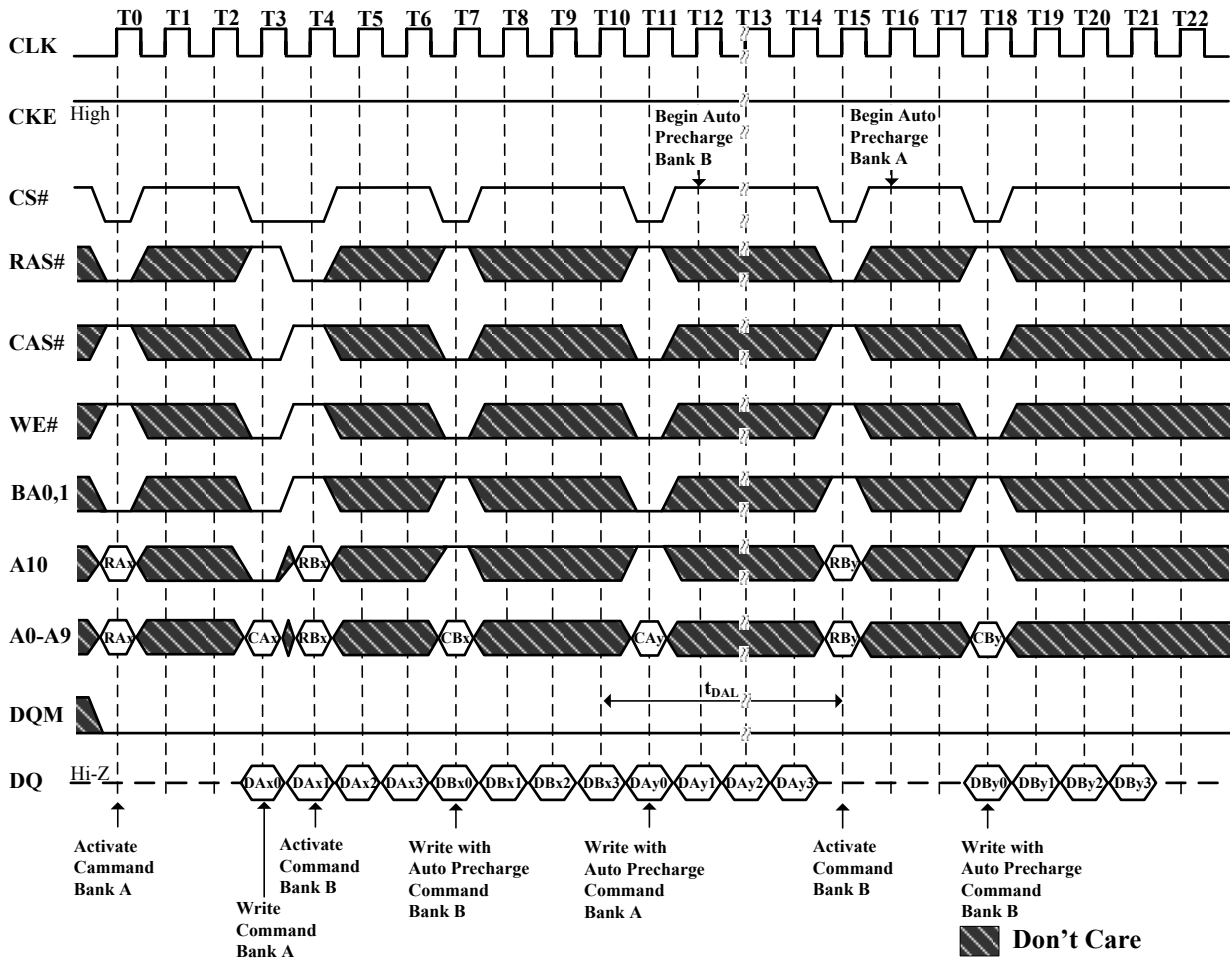 T0 T1 T2 T3 T4 T5 T6 T7 T8 T9 T10 T11 T12 T13 T14 T15 T16 T17 T18 T19 T20 T21 T22
CLK
CKE
High
Begin Auto
Precharge
Bank B
Begin Auto
Precharge
Bank A
CS#
RAS#
CAS#
WE#
BA0,1
A10
RAx RBx RBy
A0-A9
RAx CAx RBx CBx CAy RBy CBy
tDAL
DQM
DQ
Hi-Z
DAx0 DAx1 DAx2 DAx3 DBx0 DBx1 DBx2 DBx3 DAy0 DAy1 DAy2 DAy3 DBy0 DBy1 DBy2 DBy3
Activate
Cammand
Bank A
Write
Command
Bank A
Activate
Command
Bank B
Write with
Auto Precharge
Command
Bank B
Write with
Auto Precharge
Command
Bank A
Activate
Command
Bank B
Write with
Auto Precharge
Command
Bank B
Don't Care